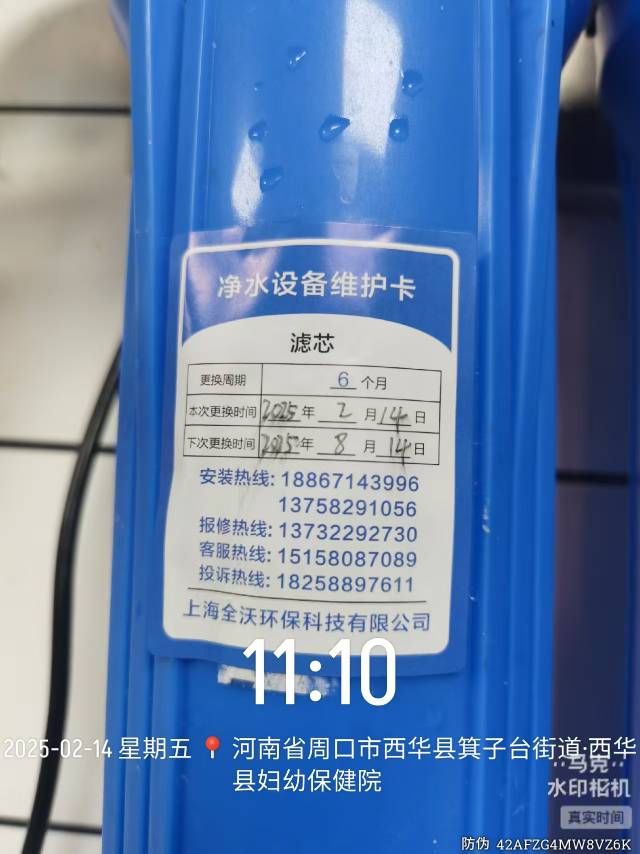 净水设备维护卡
滤芯
更换周期 6 个月
本次更换时间 2025 年 2 月 14 日
下次更换时间 2025 年 8 月 14 日
安装热线: 18867143996
13758291056
报修热线: 13732292730
客服热线: 15158087089
投诉热线: 18258897611
上海全沃环保科技有限公司
11:10
2025-02-14 星期五 河南省周口市西华县箕子台街道·西华
县妇幼保健院
马克
水印相机
真实时间
防伪 42AFZG4MW8VZ6K